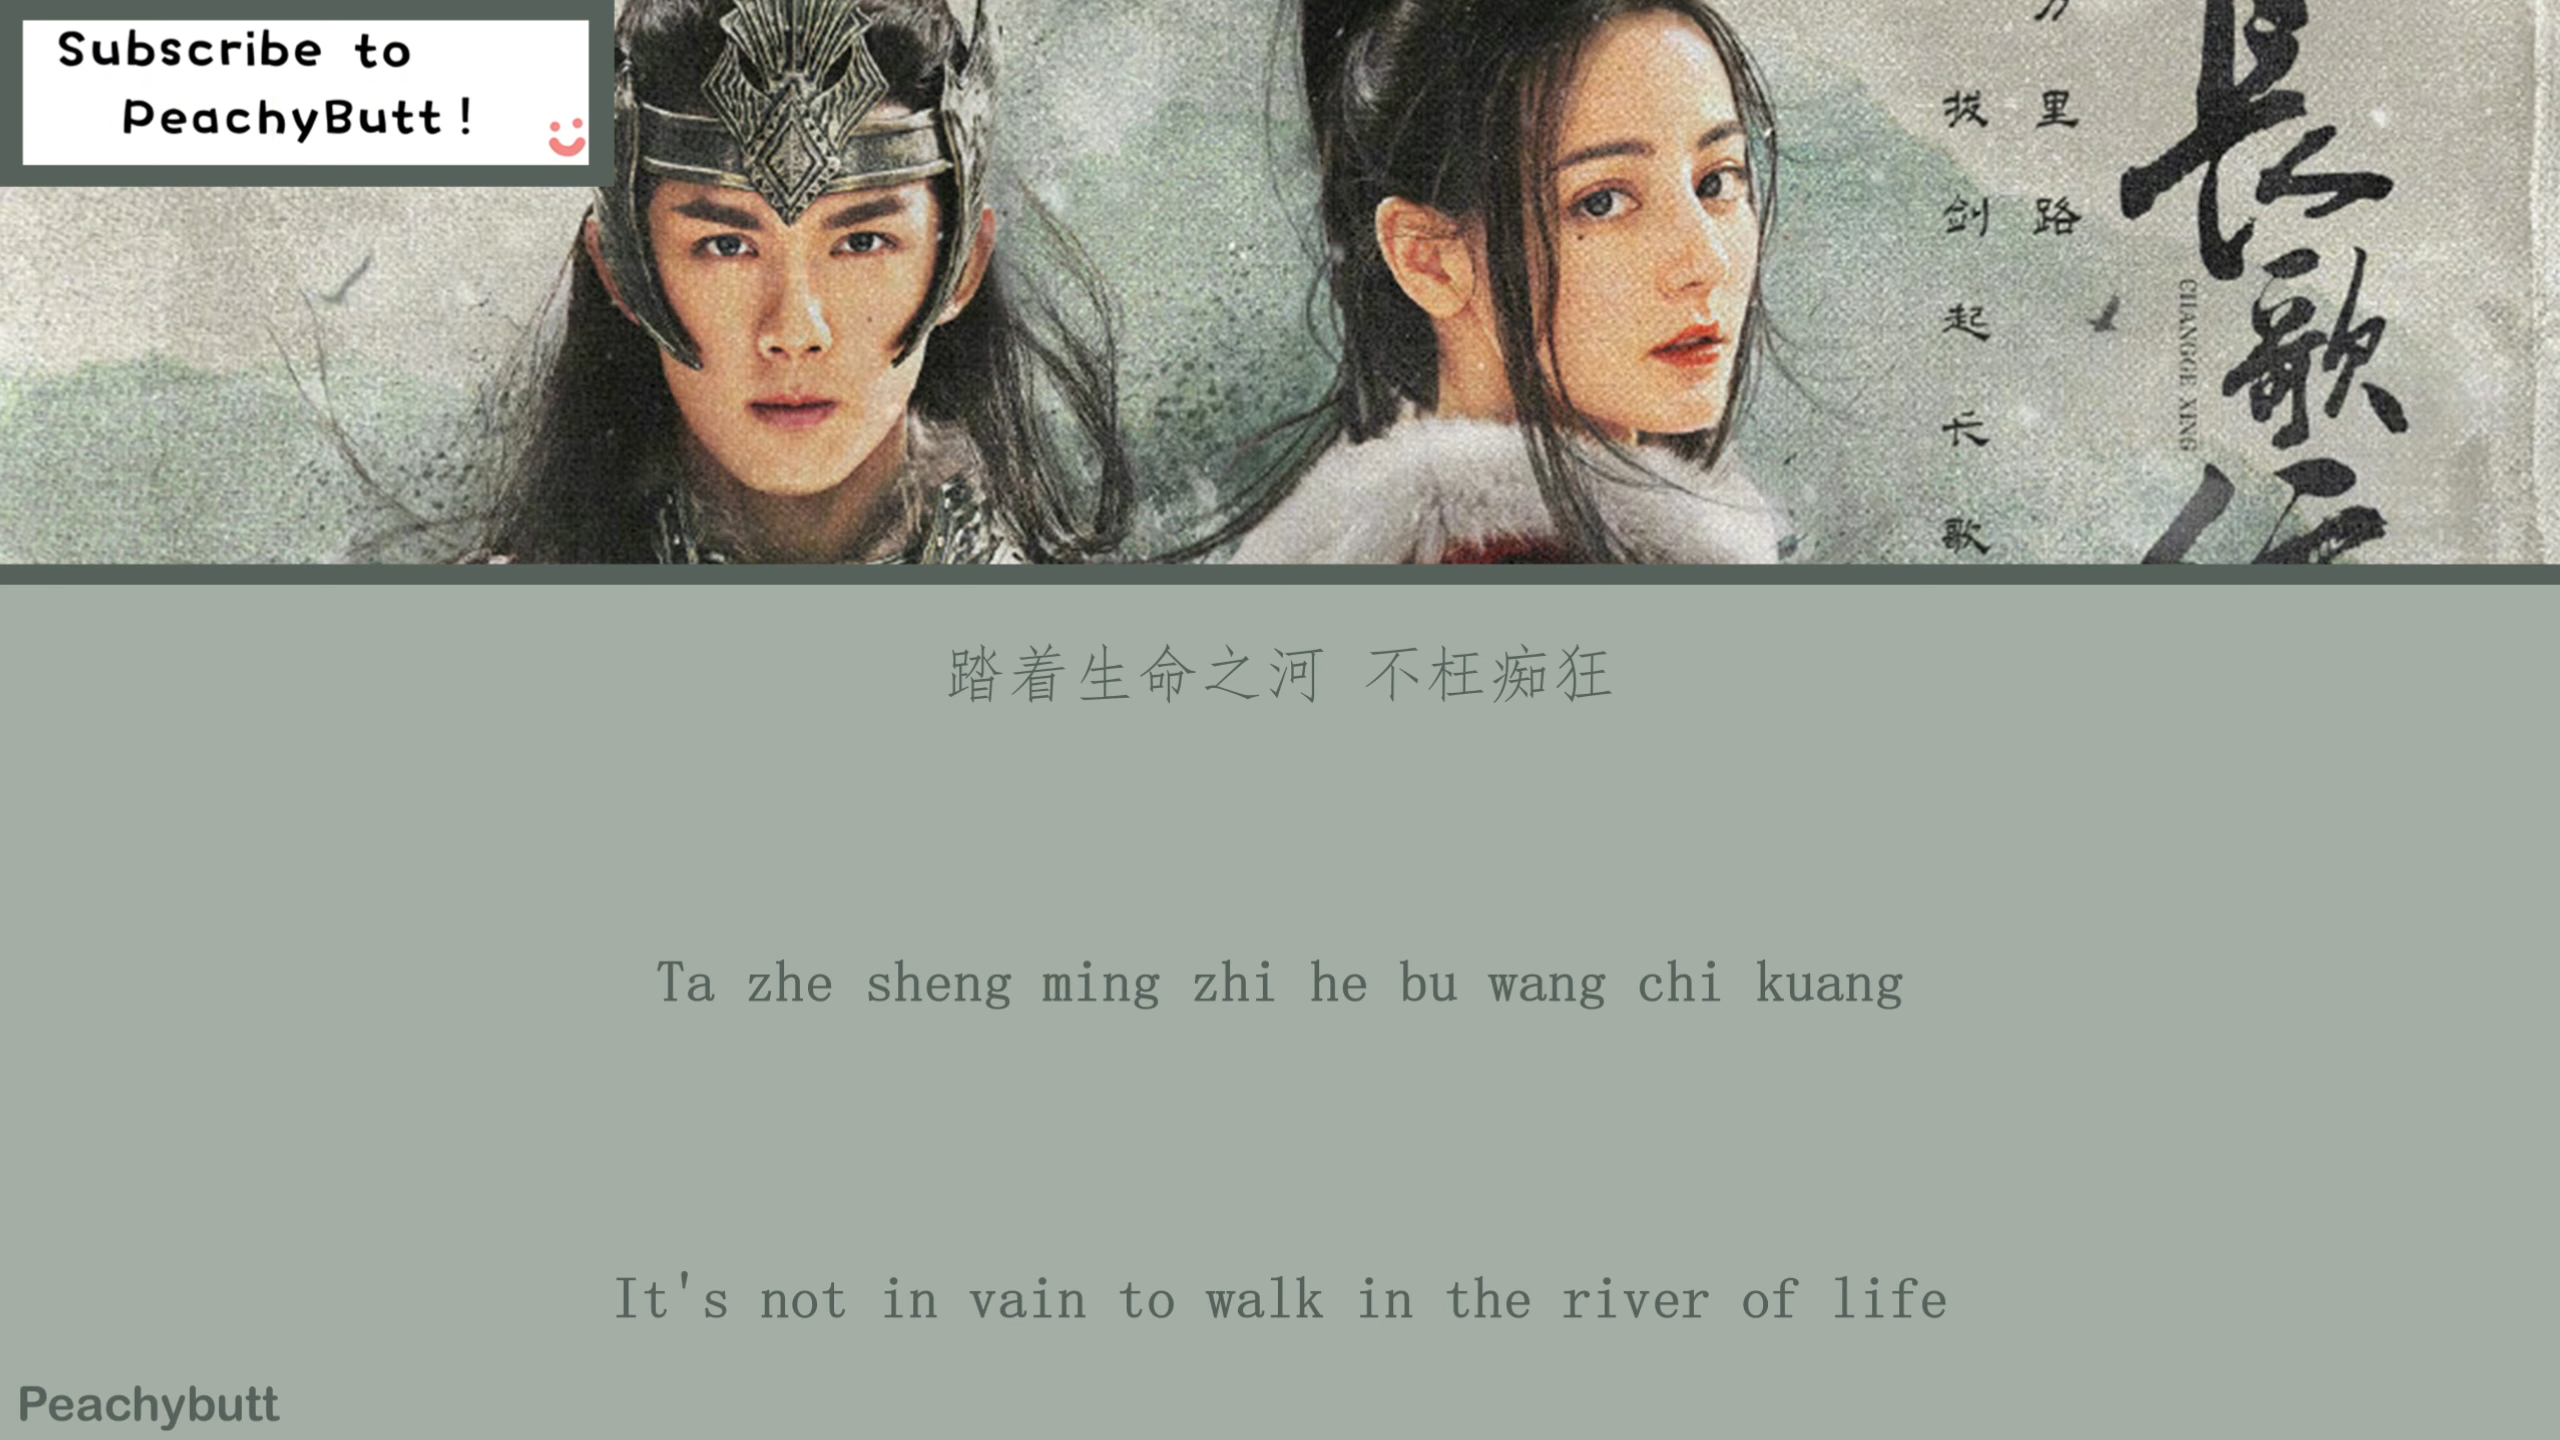 Subscribe to
PeachyButt!
万里路
拔剑起长歌
長歌行
CHANGGE XING
踏着生命之河 不枉痴狂
Ta zhe sheng ming zhi he bu wang chi kuang
It's not in vain to walk in the river of life
Peachybutt